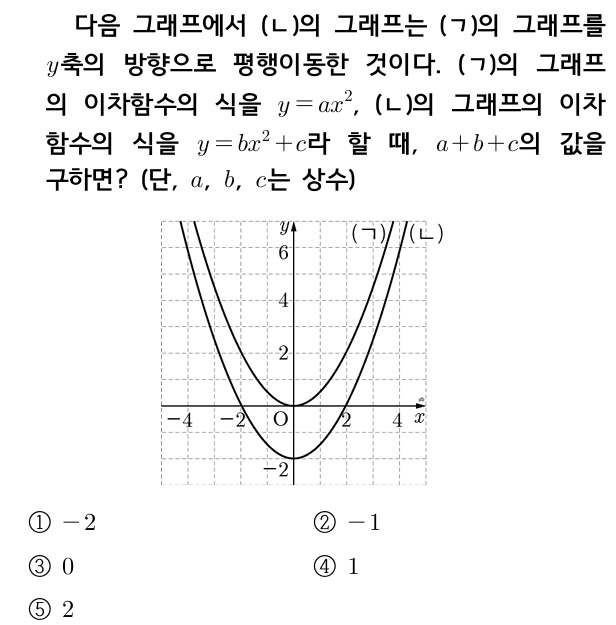 다음 그래프에서 (ㄴ)의 그래프는 (ㄱ)의 그래프를
y축의 방향으로 평행이동한 것이다. (ㄱ)의 그래프
의 이차함수의 식을 y=ax², (ㄴ)의 그래프의 이차
함수의 식을 y=bx²+c라 할 때, a+b+c의 값을
구하면? (단, a, b, c는 상수)
y (ㄱ) (ㄴ)
6
4
2
−4 −2 O 2 4 x
−2
① −2 ② −1
③ 0 ④ 1
⑤ 2